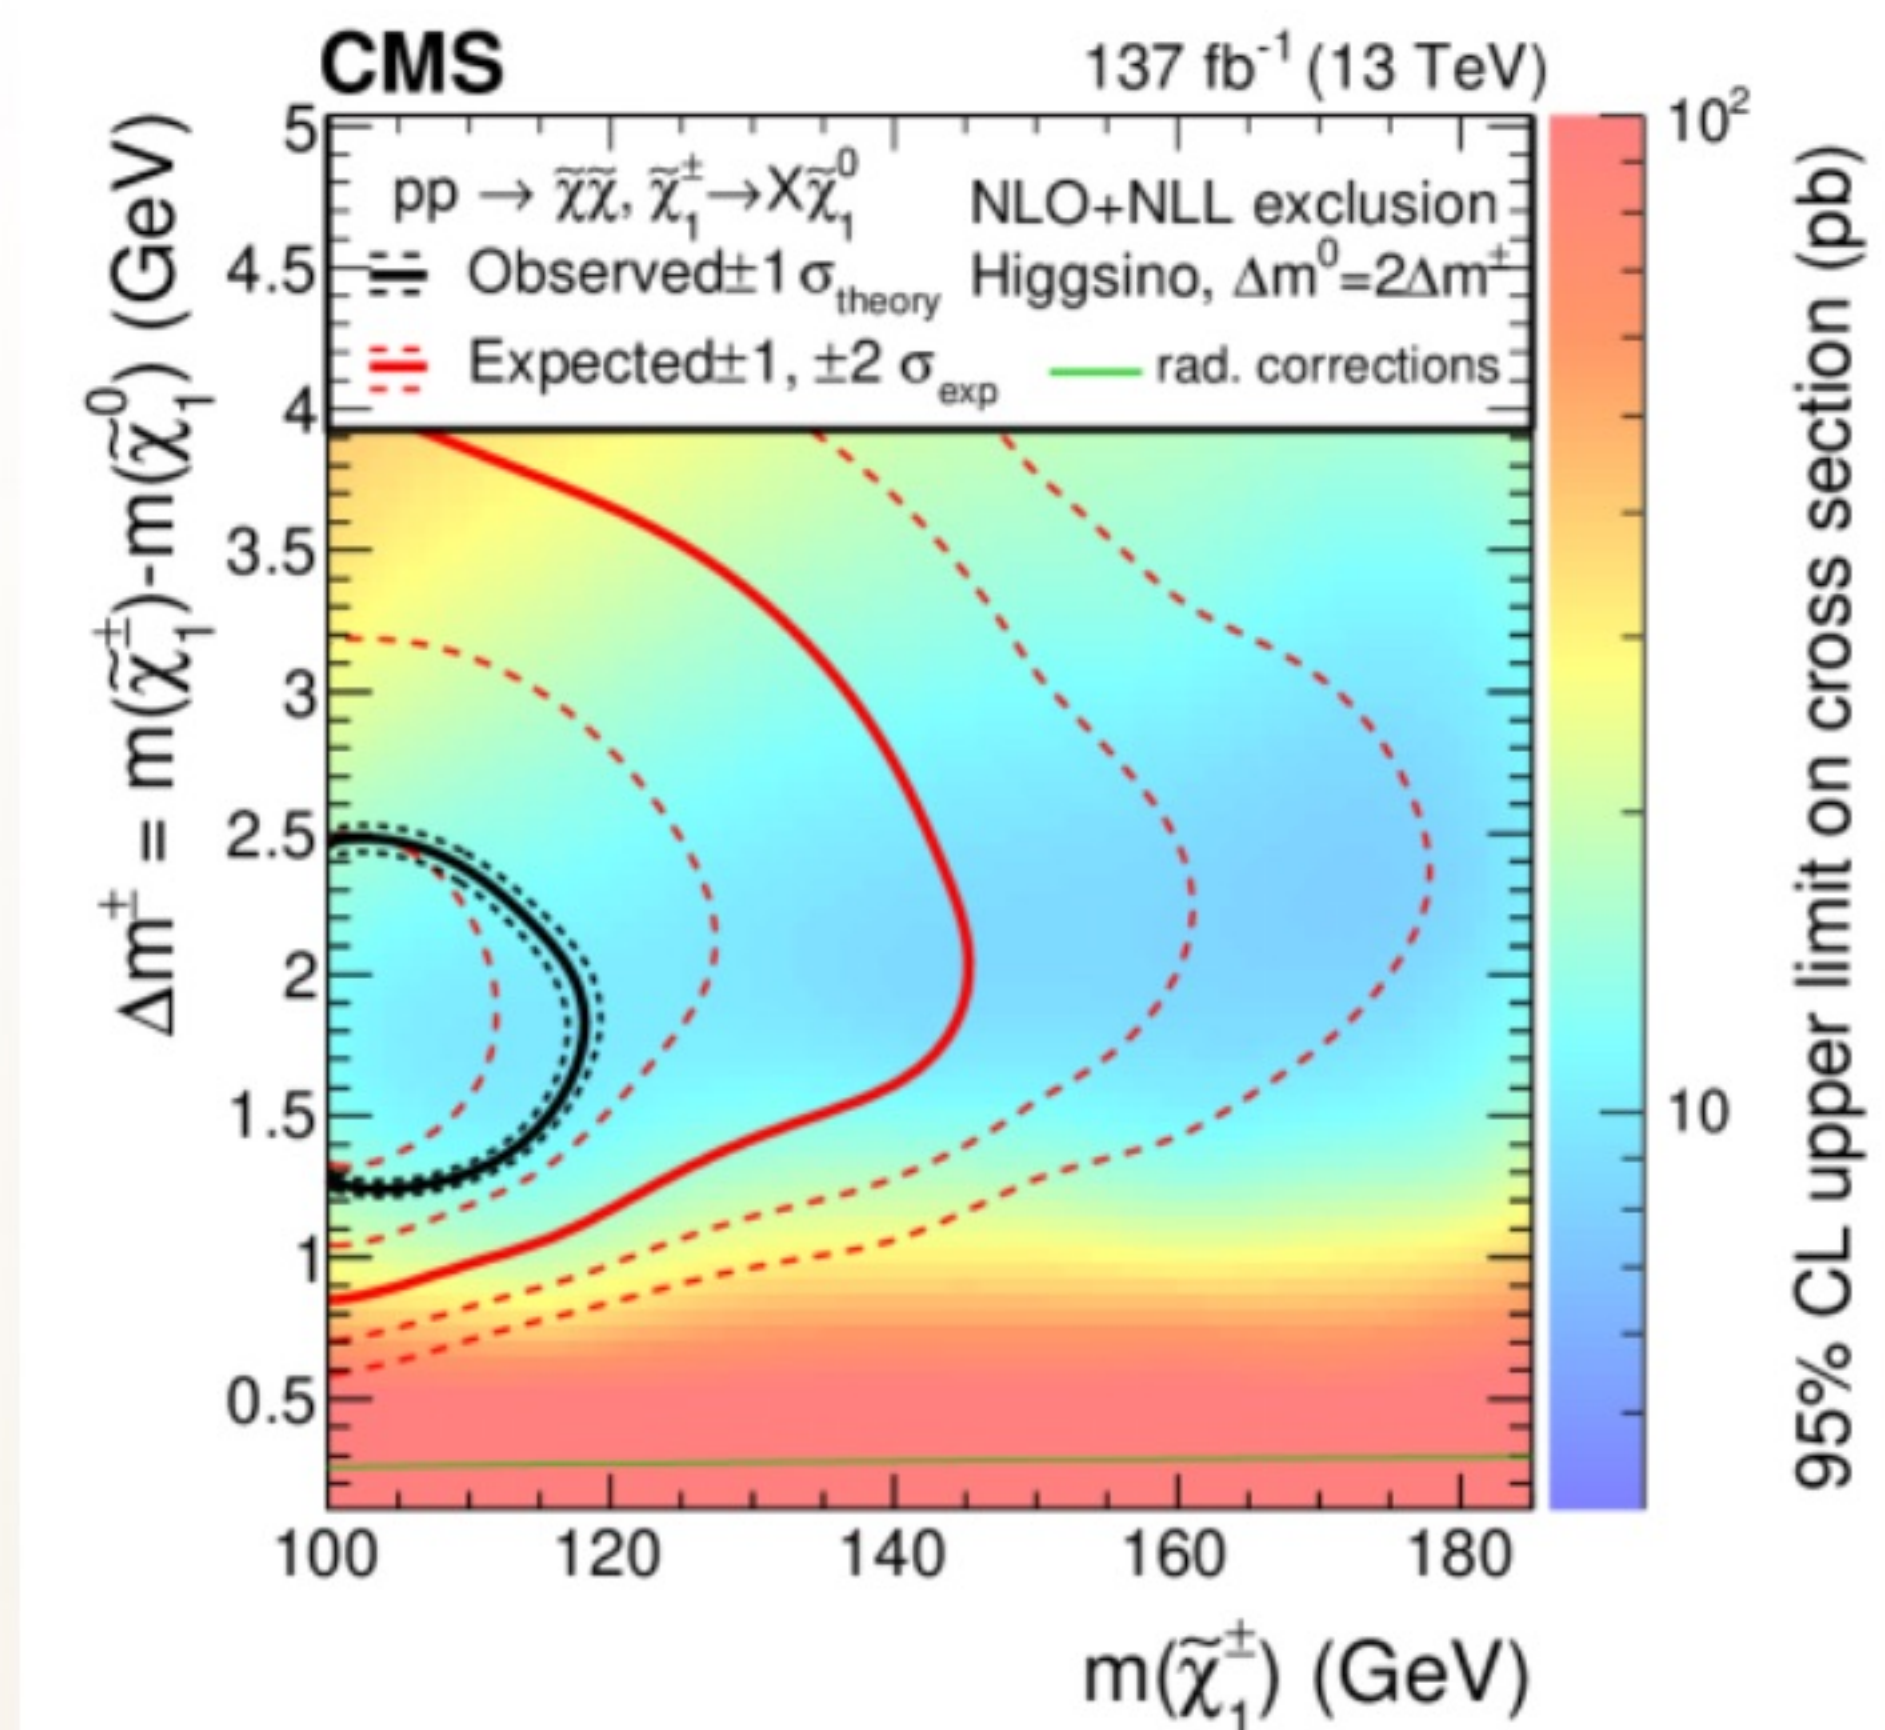 CMS
137 fb⁻¹ (13 TeV)
pp → χ̃χ̃, χ̃₁^± → Xχ̃₁⁰
NLO+NLL exclusion
Observed±1 σ_theory
Higgsino, Δm⁰=2Δm^±
Expected±1, ±2 σ_exp
rad. corrections
Δm^± = m(χ̃₁^±)-m(χ̃₁⁰) (GeV)
5
4.5
4
3.5
3
2.5
2
1.5
1
0.5
100 120 140 160 180
m(χ̃₁^±) (GeV)
10²
10
95% CL upper limit on cross section (pb)